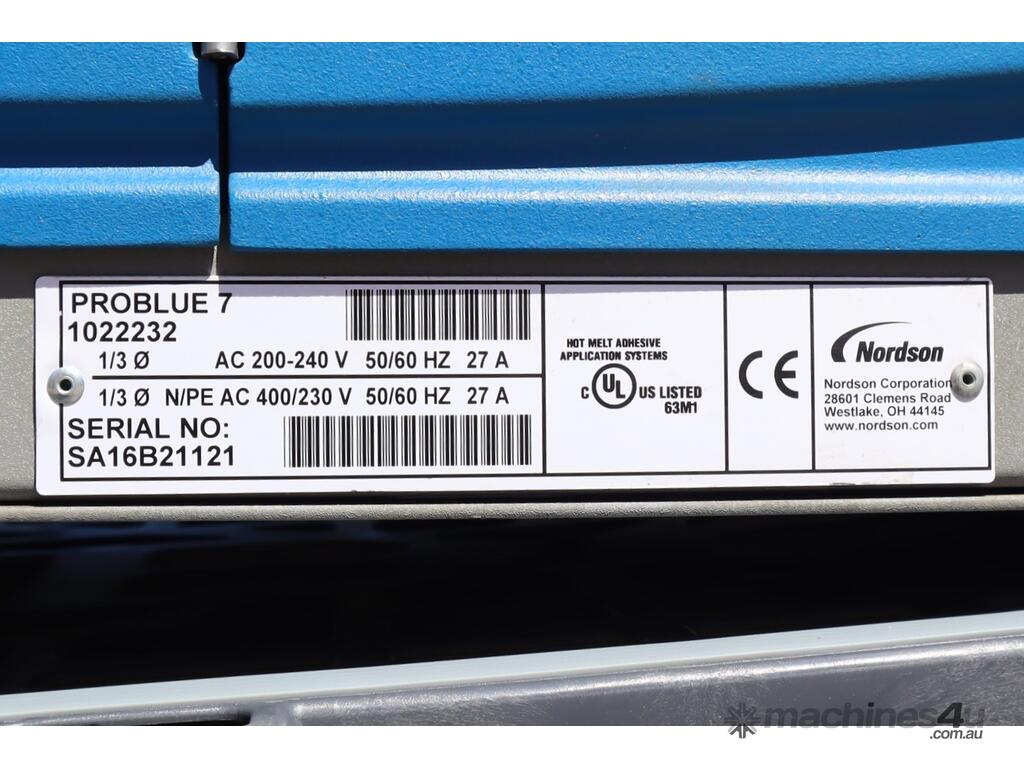 PROBLUE 7
1022232
1/3 Ø AC 200-240 V 50/60 HZ 27 A
1/3 Ø N/PE AC 400/230 V 50/60 HZ 27 A
SERIAL NO:
SA16B21121
HOT MELT ADHESIVE
APPLICATION SYSTEMS
C UL US LISTED
63M1
CE
Nordson
Nordson Corporation
28601 Clemens Road
Westlake, OH 44145
www.nordson.com
machines4u
.com.au